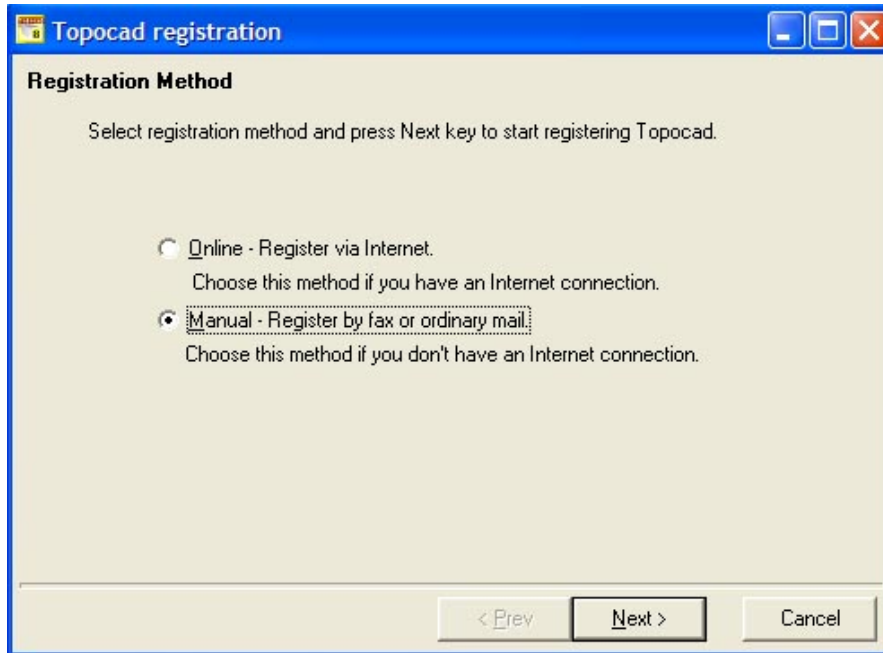 Topocad registration
Registration Method
Select registration method and press Next key to start registering Topocad.
Online - Register via Internet.
Choose this method if you have an Internet connection.
Manual - Register by fax or ordinary mail.
Choose this method if you don't have an Internet connection.
< Prev Next > Cancel